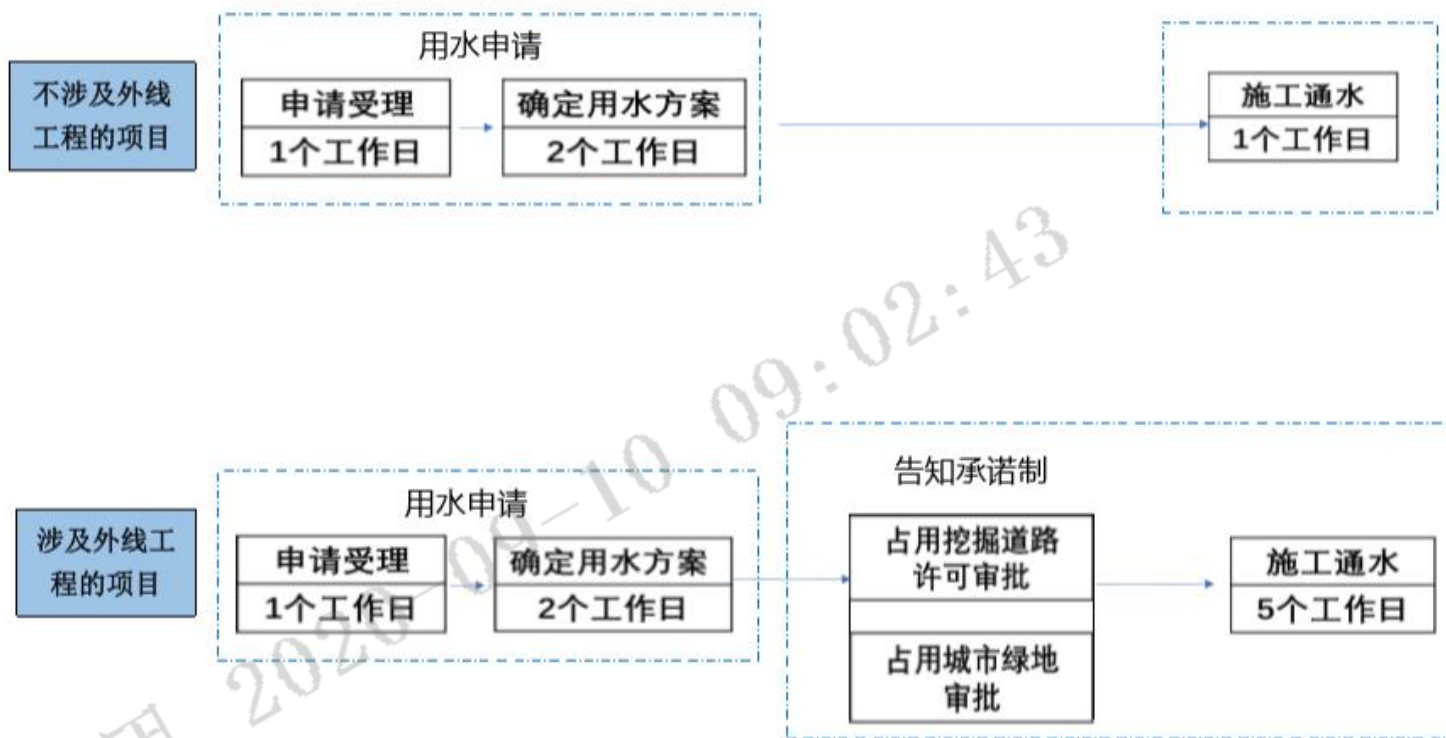 用水申请
不涉及外线
工程的项目
申请受理
1个工作日
确定用水方案
2个工作日
施工通水
1个工作日
用水申请
涉及外线工
程的项目
申请受理
1个工作日
确定用水方案
2个工作日
告知承诺制
占用挖掘道路
许可审批
占用城市绿地
审批
施工通水
5个工作日
2020-09-10 09:02:43